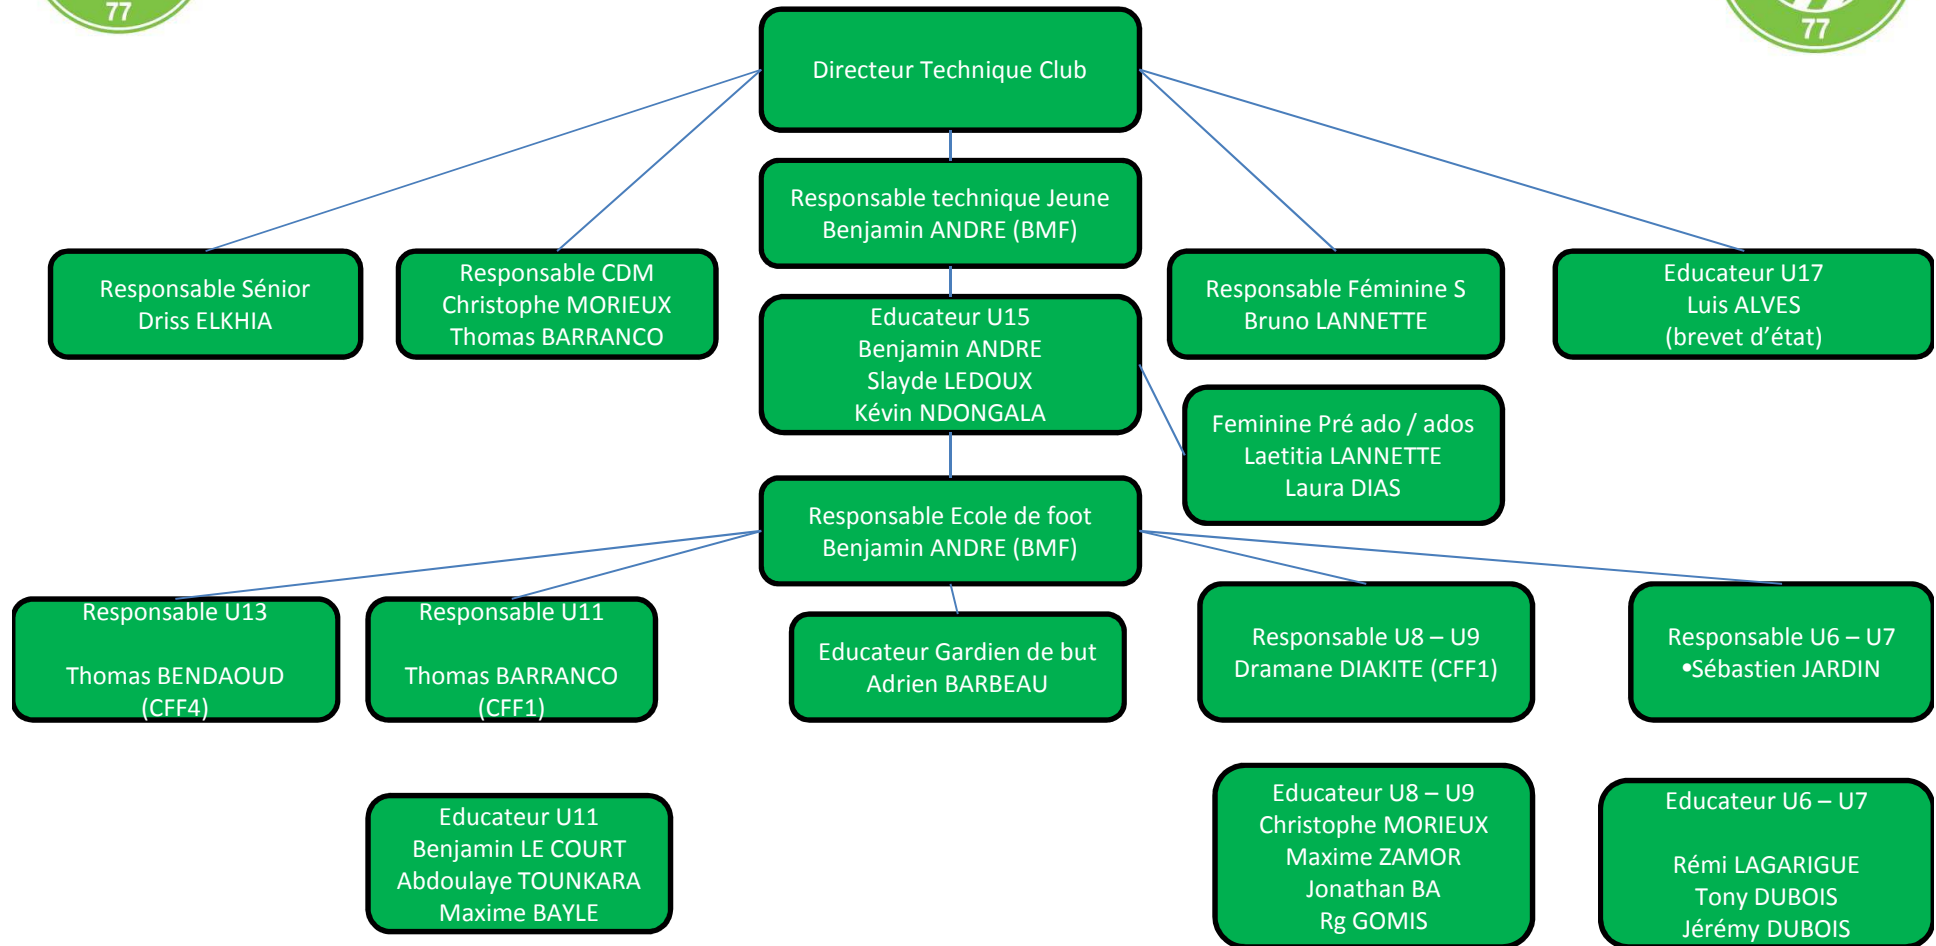 77
77
Directeur Technique Club
Responsable technique Jeune
Benjamin ANDRE (BMF)
Responsable Sénior
Driss ELKHIA
Responsable CDM
Christophe MORIEUX
Thomas BARRANCO
Educateur U15
Benjamin ANDRE
Slayde LEDOUX
Kévin NDONGALA
Responsable Féminine S
Bruno LANNETTE
Educateur U17
Luis ALVES
(brevet d’état)
Feminine Pré ado / ados
Laetitia LANNETTE
Laura DIAS
Responsable Ecole de foot
Benjamin ANDRE (BMF)
Responsable U13
Thomas BENDAOUD
(CFF4)
Responsable U11
Thomas BARRANCO
(CFF1)
Educateur Gardien de but
Adrien BARBEAU
Responsable U8 – U9
Dramane DIAKITE (CFF1)
Responsable U6 – U7
•Sébastien JARDIN
Educateur U11
Benjamin LE COURT
Abdoulaye TOUNKARA
Maxime BAYLE
Educateur U8 – U9
Christophe MORIEUX
Maxime ZAMOR
Jonathan BA
Rg GOMIS
Educateur U6 – U7
Rémi LAGARIGUE
Tony DUBOIS
Jérémy DUBOIS